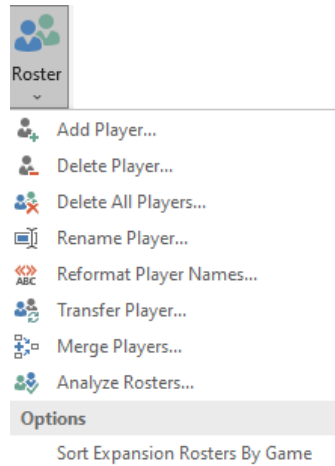 Roster
Add Player...
Delete Player...
Delete All Players...
Rename Player...
ABC
Reformat Player Names...
Transfer Player...
Merge Players...
Analyze Rosters...
Options
Sort Expansion Rosters By Game